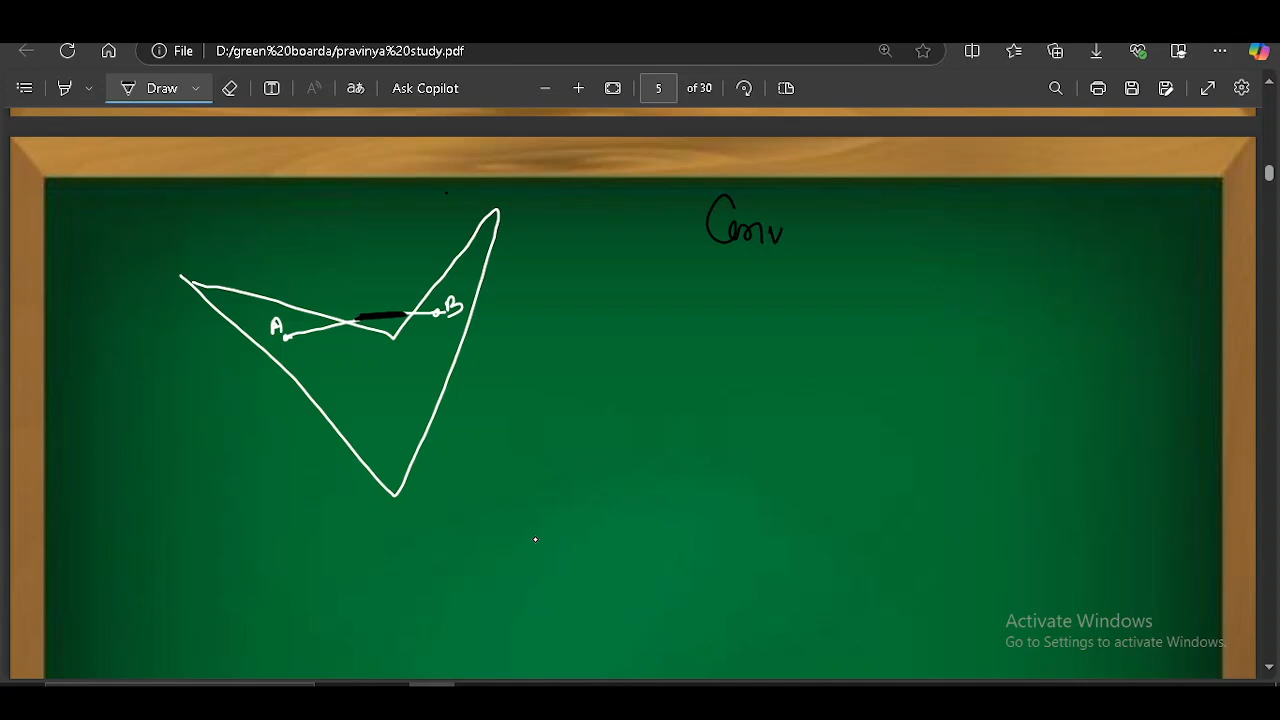 File D:/green%20boarda/pravinya%20study.pdf
Draw Ask Copilot 5 of 30
Conv
A B
Activate Windows
Go to Settings to activate Windows.